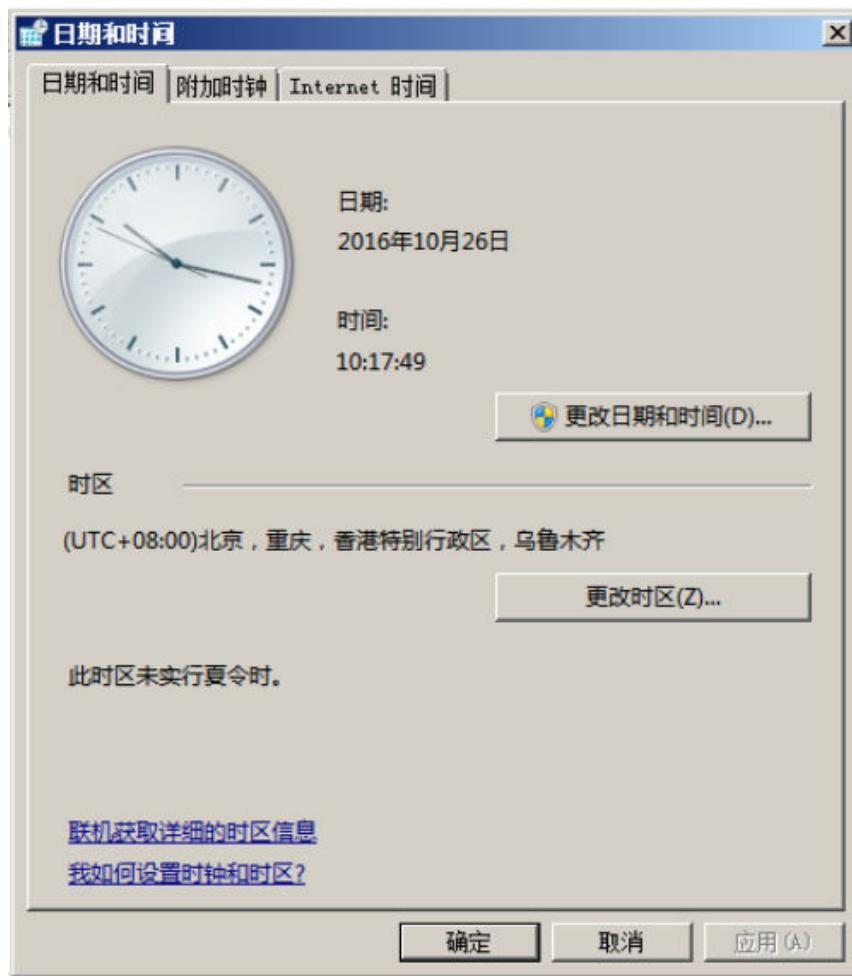 日期和时间
日期和时间 附加时钟 Internet 时间
日期:
2016年10月26日
时间:
10:17:49
更改日期和时间(D)...
时区
(UTC+08:00)北京，重庆，香港特别行政区，乌鲁木齐
更改时区(Z)...
此时区未实行夏令时。
联机获取详细的时区信息
我如何设置时钟和时区?
确定 取消 应用(A)